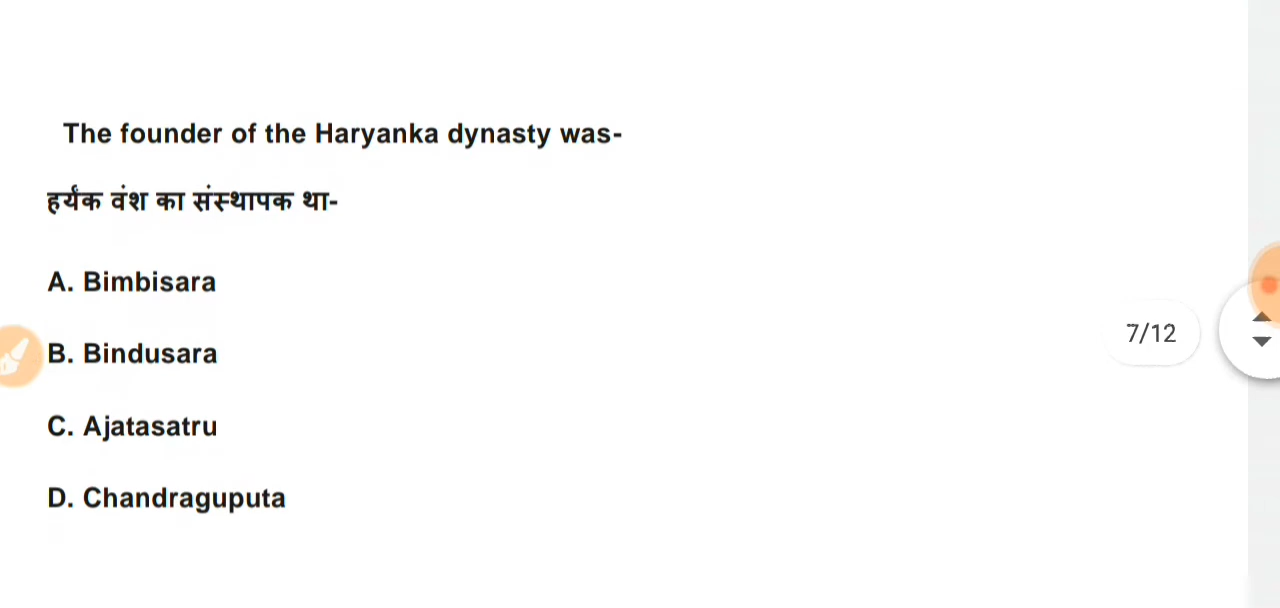 The founder of the Haryanka dynasty was-
हर्यंक वंश का संस्थापक था-
A. Bimbisara
B. Bindusara
7/12
C. Ajatasatru
D. Chandraguputa